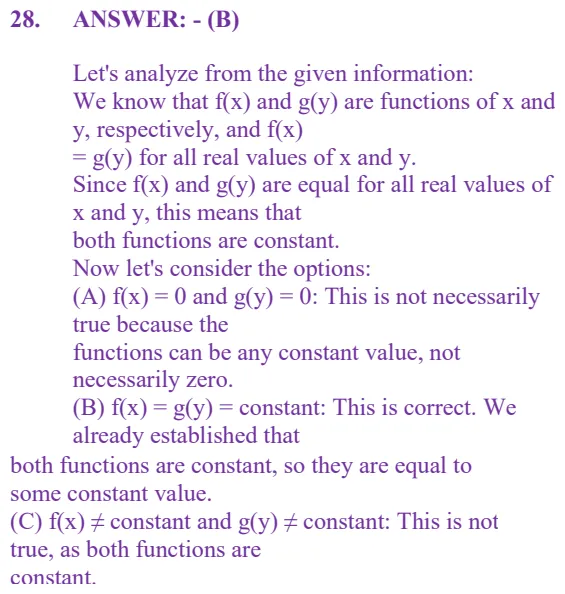 28. ANSWER: - (B)
Let's analyze from the given information:
We know that f(x) and g(y) are functions of x and
y, respectively, and f(x)
= g(y) for all real values of x and y.
Since f(x) and g(y) are equal for all real values of
x and y, this means that
both functions are constant.
Now let's consider the options:
(A) f(x) = 0 and g(y) = 0: This is not necessarily
true because the
functions can be any constant value, not
necessarily zero.
(B) f(x) = g(y) = constant: This is correct. We
already established that
both functions are constant, so they are equal to
some constant value.
(C) f(x) ≠ constant and g(y) ≠ constant: This is not
true, as both functions are
constant.